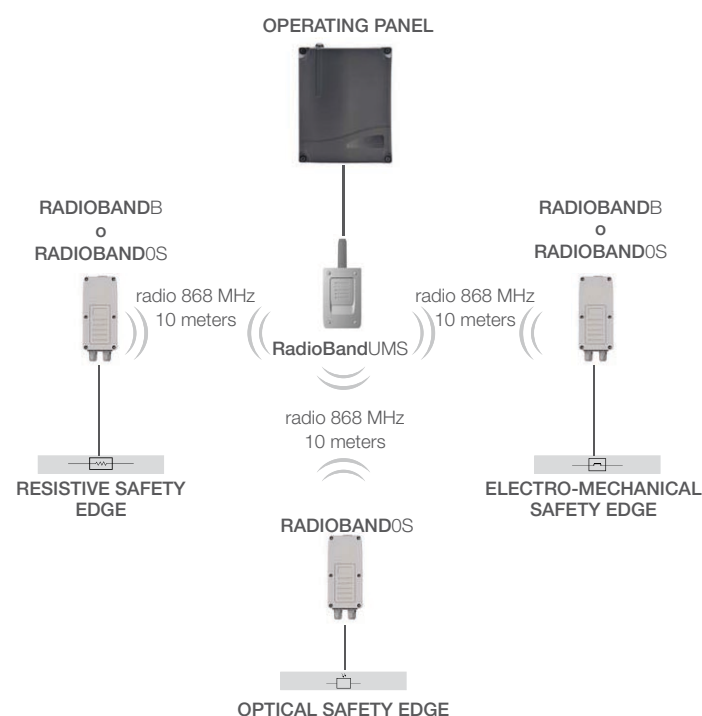 OPERATING PANEL
RADIOBANDB
o
RADIOBAND0S
radio 868 MHz
10 meters
RadioBandUMS
radio 868 MHz
10 meters
RADIOBANDB
o
RADIOBAND0S
radio 868 MHz
10 meters
RESISTIVE SAFETY
EDGE
ELECTRO-MECHANICAL
SAFETY EDGE
RADIOBAND0S
OPTICAL SAFETY EDGE